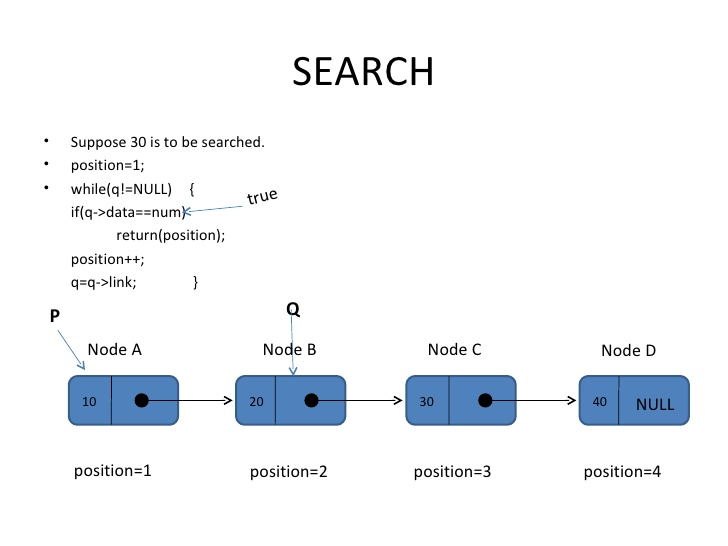 SEARCH
• Suppose 30 is to be searched.
• position=1;
• while(q!=NULL) {
if(q->data==num)
true
return(position);
position++;
q=q->link; }
P
Q
Node A Node B Node C Node D
10 20 30 40 NULL
position=1 position=2 position=3 position=4